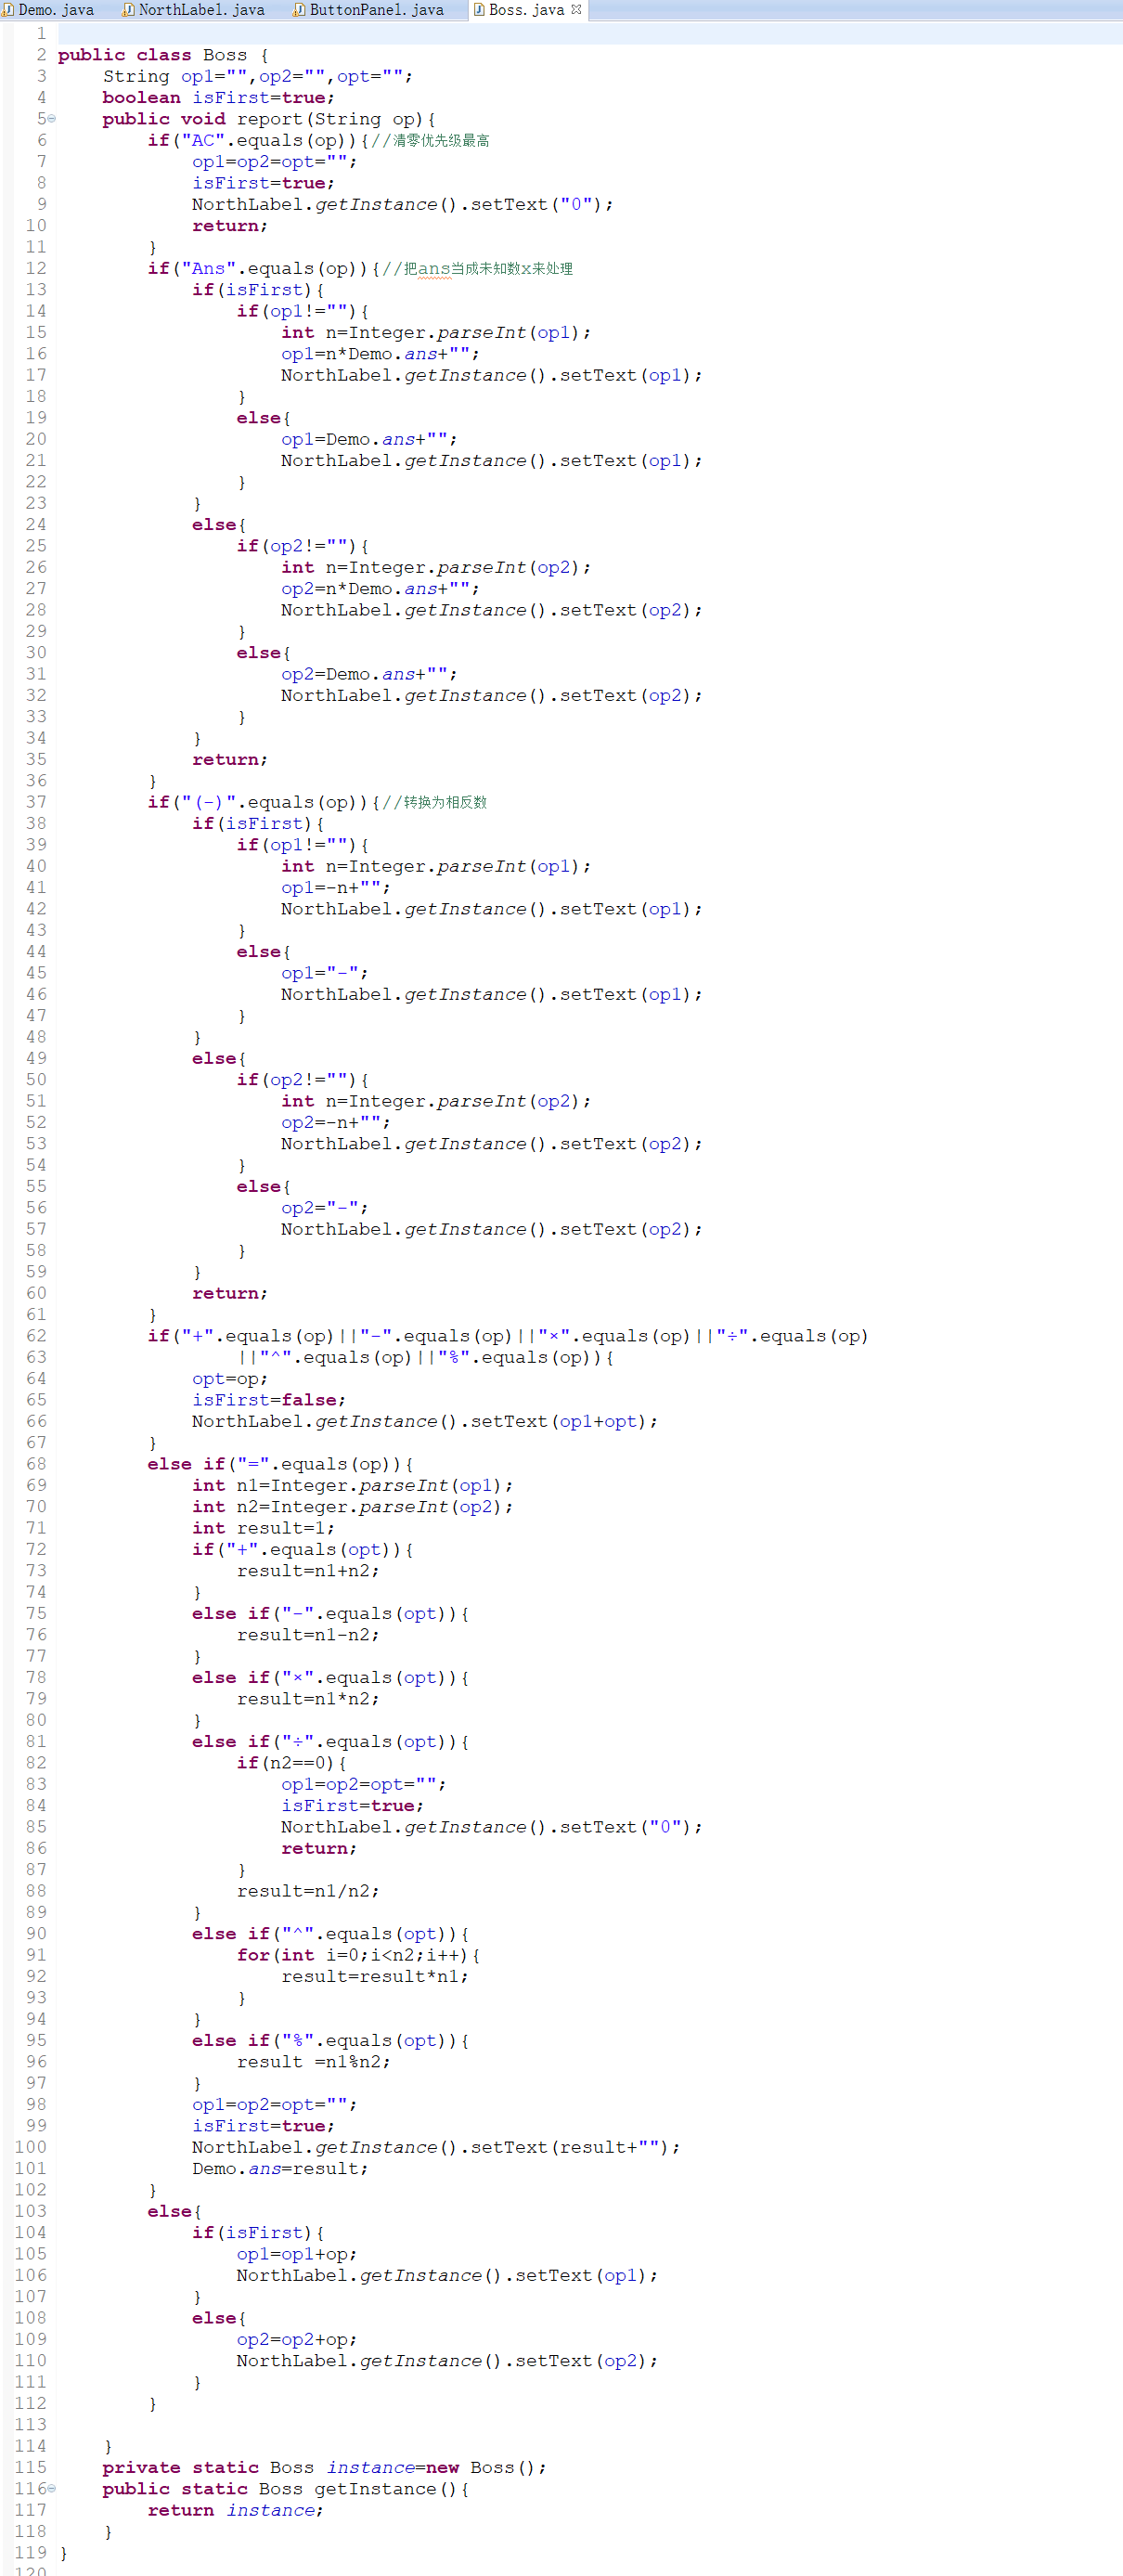 Demo.java NorthLabel.java ButtonPanel.java Boss.java
1
2 public class Boss {
3     String op1="",op2="",opt="";
4     boolean isFirst=true;
5     public void report(String op){
6         if("AC".equals(op)){//清零优先级最高
7             op1=op2=opt="";
8             isFirst=true;
9             NorthLabel.getInstance().setText("0");
10             return;
11         }
12         if("Ans".equals(op)){//把ans当成未知数x来处理
13             if(isFirst){
14                 if(op1!=""){
15                     int n=Integer.parseInt(op1);
16                     op1=n*Demo.ans+"";
17                     NorthLabel.getInstance().setText(op1);
18                 }
19                 else{
20                     op1=Demo.ans+"";
21                     NorthLabel.getInstance().setText(op1);
22                 }
23             }
24             else{
25                 if(op2!=""){
26                     int n=Integer.parseInt(op2);
27                     op2=n*Demo.ans+"";
28                     NorthLabel.getInstance().setText(op2);
29                 }
30                 else{
31                     op2=Demo.ans+"";
32                     NorthLabel.getInstance().setText(op2);
33                 }
34             }
35             return;
36         }
37         if("(-)".equals(op)){//转换为相反数
38             if(isFirst){
39                 if(op1!=""){
40                     int n=Integer.parseInt(op1);
41                     op1=-n+"";
42                     NorthLabel.getInstance().setText(op1);
43                 }
44                 else{
45                     op1="-";
46                     NorthLabel.getInstance().setText(op1);
47                 }
48             }
49             else{
50                 if(op2!=""){
51                     int n=Integer.parseInt(op2);
52                     op2=-n+"";
53                     NorthLabel.getInstance().setText(op2);
54                 }
55                 else{
56                     op2="-";
57                     NorthLabel.getInstance().setText(op2);
58                 }
59             }
60             return;
61         }
62         if("+".equals(op)||"-".equals(op)||"×".equals(op)||"÷".equals(op)
63                 ||"^".equals(op)||"%".equals(op)){
64             opt=op;
65             isFirst=false;
66             NorthLabel.getInstance().setText(op1+opt);
67         }
68         else if("=".equals(op)){
69             int n1=Integer.parseInt(op1);
70             int n2=Integer.parseInt(op2);
71             int result=1;
72             if("+".equals(opt)){
73                 result=n1+n2;
74             }
75             else if("-".equals(opt)){
76                 result=n1-n2;
77             }
78             else if("×".equals(opt)){
79                 result=n1*n2;
80             }
81             else if("÷".equals(opt)){
82                 if(n2==0){
83                     op1=op2=opt="";
84                     isFirst=true;
85                     NorthLabel.getInstance().setText("0");
86                     return;
87                 }
88                 result=n1/n2;
89             }
90             else if("^".equals(opt)){
91                 for(int i=0;i<n2;i++){
92                     result=result*n1;
93                 }
94             }
95             else if("%".equals(opt)){
96                 result =n1%n2;
97             }
98             op1=op2=opt="";
99             isFirst=true;
100             NorthLabel.getInstance().setText(result+"");
101             Demo.ans=result;
102         }
103         else{
104             if(isFirst){
105                 op1=op1+op;
106                 NorthLabel.getInstance().setText(op1);
107             }
108             else{
109                 op2=op2+op;
110                 NorthLabel.getInstance().setText(op2);
111             }
112         }
113
114     }
115     private static Boss instance=new Boss();
116     public static Boss getInstance(){
117         return instance;
118     }
119 }
120